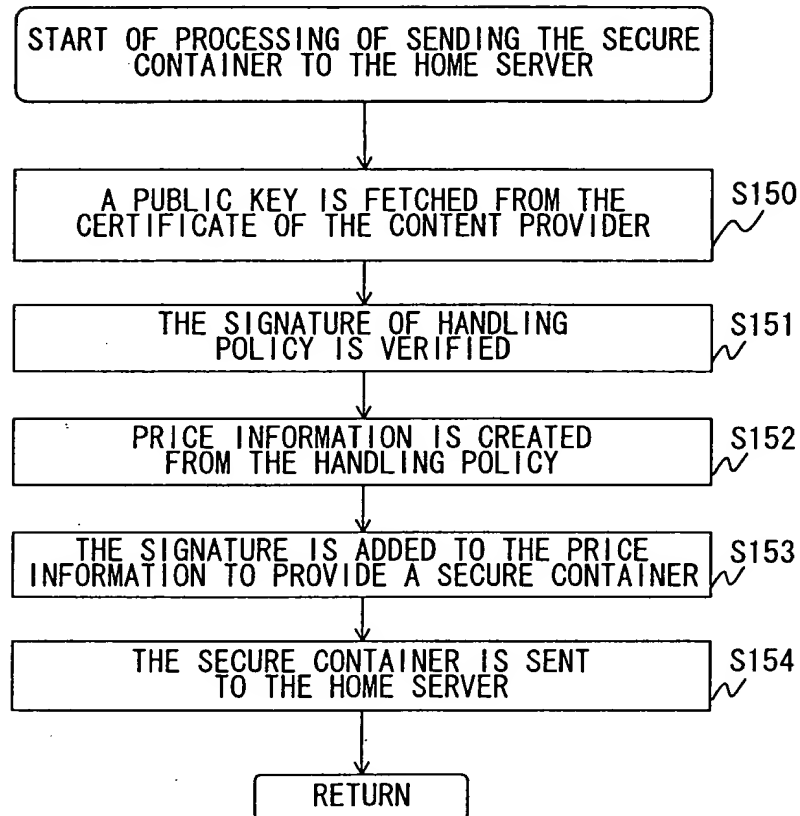 START OF PROCESSING OF SENDING THE SECURE
CONTAINER TO THE HOME SERVER
A PUBLIC KEY IS FETCHED FROM THE
CERTIFICATE OF THE CONTENT PROVIDER
S150
THE SIGNATURE OF HANDLING
POLICY IS VERIFIED
S151
PRICE INFORMATION IS CREATED
FROM THE HANDLING POLICY
S152
THE SIGNATURE IS ADDED TO THE PRICE
INFORMATION TO PROVIDE A SECURE CONTAINER
S153
THE SECURE CONTAINER IS SENT
TO THE HOME SERVER
S154
RETURN